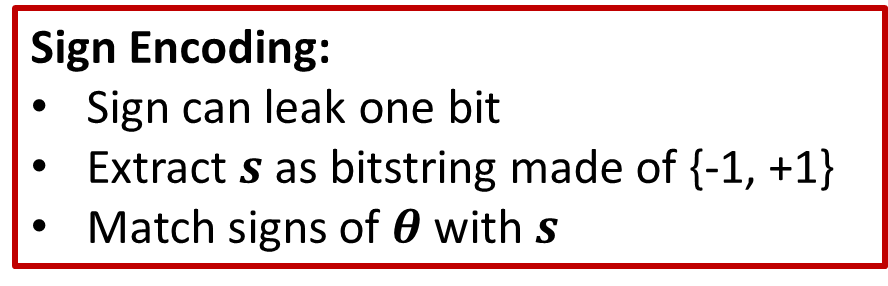 Sign Encoding:
• Sign can leak one bit
• Extract s as bitstring made of {-1, +1}
• Match signs of θ with s